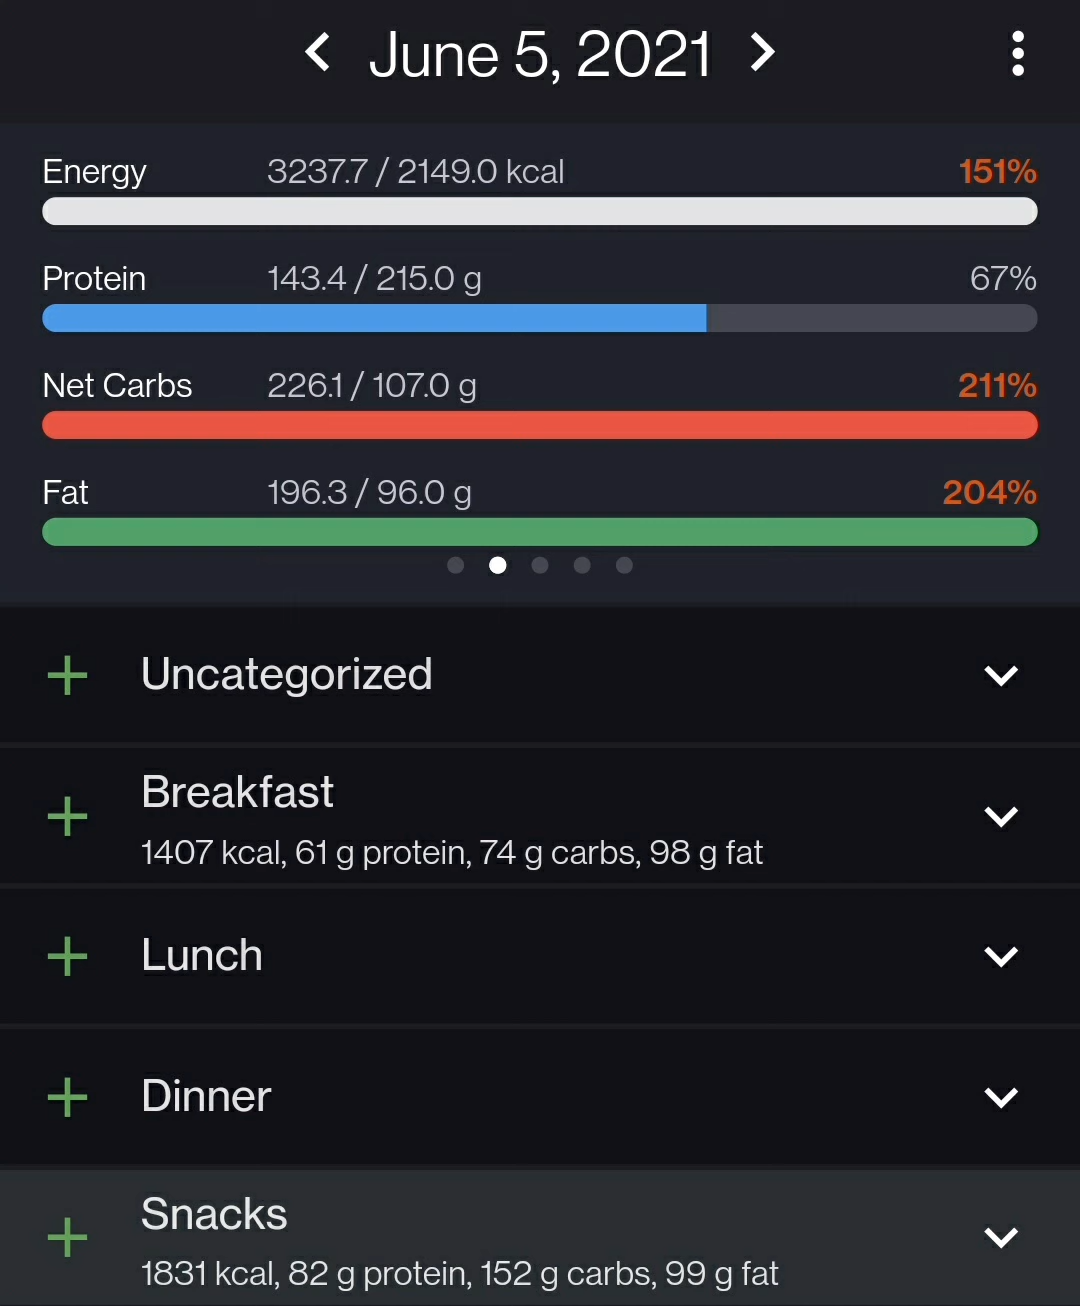 June 5, 2021
Energy 3237.7 / 2149.0 kcal 151%
Protein 143.4 / 215.0 g 67%
Net Carbs 226.1 / 107.0 g 211%
Fat 196.3 / 96.0 g 204%
Uncategorized
Breakfast
1407 kcal, 61 g protein, 74 g carbs, 98 g fat
Lunch
Dinner
Snacks
1831 kcal, 82 g protein, 152 g carbs, 99 g fat